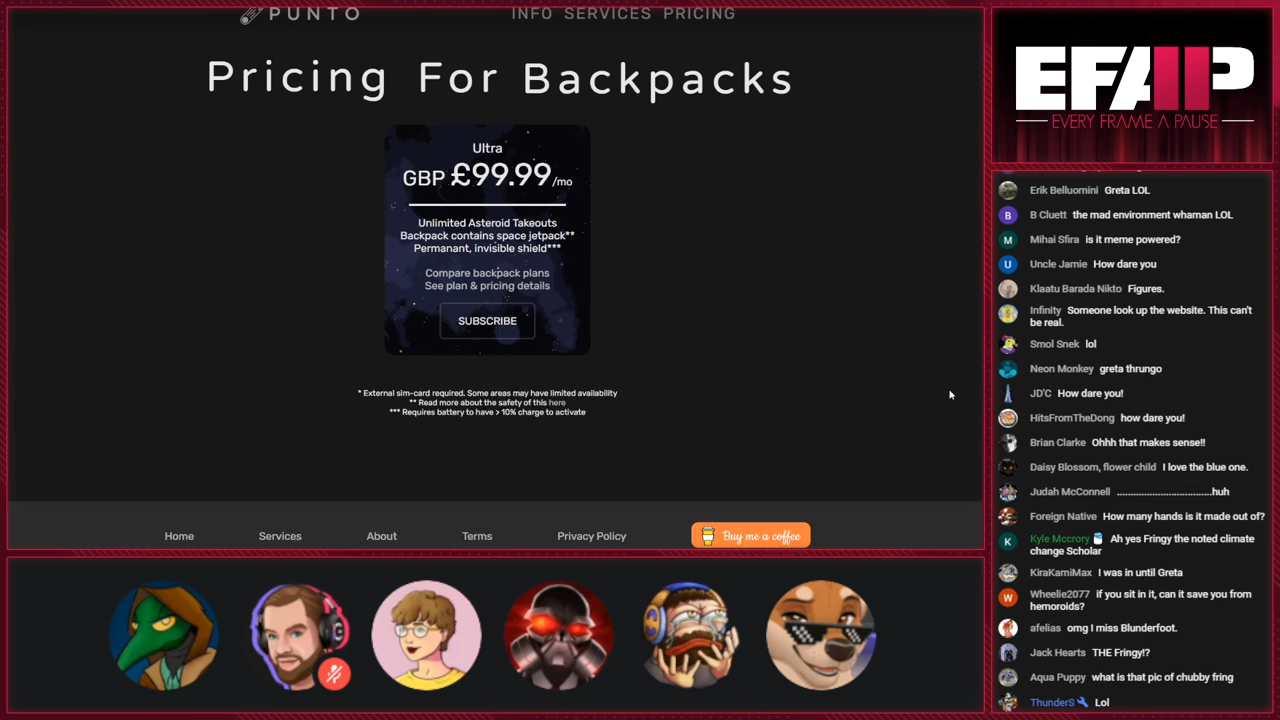 PUNTO
INFO SERVICES PRICING
Pricing For Backpacks
Ultra
GBP £99.99/mo
Unlimited Asteroid Takeouts
Backpack contains space jetpack**
Permanant, invisible shield***
Compare backpack plans
See plan & pricing details
SUBSCRIBE
* External sim-card required. Some areas may have limited availability
** Read more about the safety of this here
*** Requires battery to have > 10% charge to activate
Home Services About Terms Privacy Policy Buy me a coffee
EFAP
EVERY FRAME A PAUSE
Erik Belluomini Greta LOL
B B Cluett the mad environment whaman LOL
M Mihai Sfira is it meme powered?
U Uncle Jamie How dare you
Klaatu Barada Nikto Figures.
Infinity Someone look up the website. This can't
be real.
Smol Snek lol
Neon Monkey greta thrungo
JD'C How dare you!
HitsFromTheDong how dare you!
Brian Clarke Ohhh that makes sense!!
Daisy Blossom, flower child I love the blue one.
Judah McConnell ...................................huh
Foreign Native How many hands is it made out of?
K Kyle Mccrory Ah yes Fringy the noted climate
change Scholar
KiraKamiMax I was in until Greta
W Wheelie2077 if you sit in it, can it save you from
hemoroids?
afelias omg I miss Blunderfoot.
Jack Hearts THE Fringy!?
Aqua Puppy what is that pic of chubby fring
ThunderS Lol